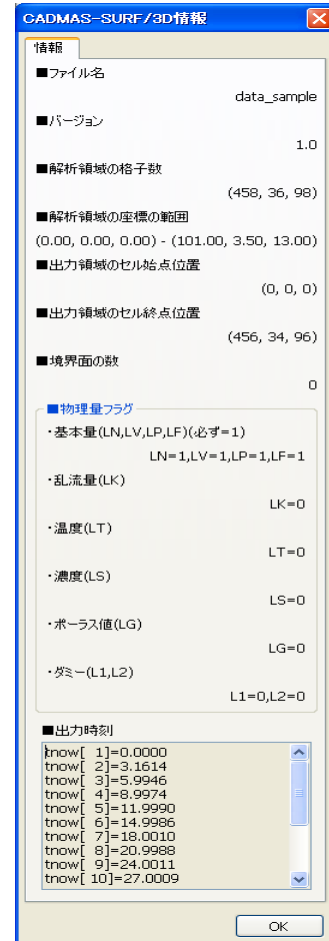 CADMAS-SURF/3D情報
情報
■ファイル名
data_sample
■バージョン
1.0
■解析領域の格子数
(458, 36, 98)
■解析領域の座標の範囲
(0.00, 0.00, 0.00) - (101.00, 3.50, 13.00)
■出力領域のセル始点位置
(0, 0, 0)
■出力領域のセル終点位置
(456, 34, 96)
■境界面の数
0
■物理量フラグ
・基本量(LN,LV,LP,LF)(必ず=1)
LN=1,LV=1,LP=1,LF=1
・乱流量(LK)
LK=0
・温度(LT)
LT=0
・濃度(LS)
LS=0
・ポーラス値(LG)
LG=0
・ダミー(L1,L2)
L1=0,L2=0
■出力時刻
tnow[  1]=0.0000
tnow[  2]=3.1614
tnow[  3]=5.9946
tnow[  4]=8.9974
tnow[  5]=11.9990
tnow[  6]=14.9986
tnow[  7]=18.0010
tnow[  8]=20.9988
tnow[  9]=24.0011
tnow[ 10]=27.0009
OK